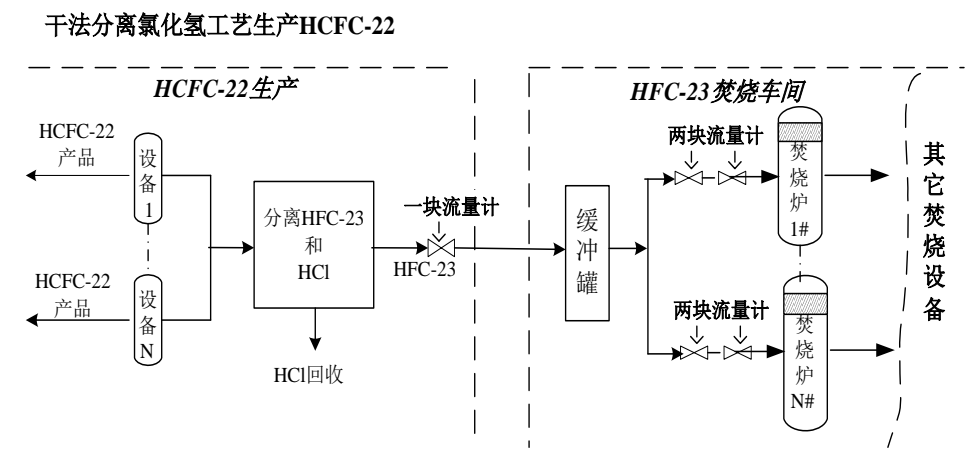 干法分离氯化氢工艺生产HCFC-22
HCFC-22生产
HFC-23焚烧车间
HCFC-22
产品
设备1
HCFC-22
产品
设备N
分离HFC-23
和
HCl
HCl回收
一块流量计
HFC-23
缓冲罐
两块流量计
焚烧炉1#
两块流量计
焚烧炉N#
其它焚烧设备